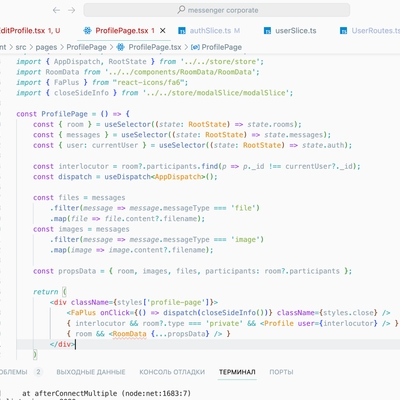 messenger corporate
ditProfile.tsx 1, U
ProfilePage.tsx 1
authSlice.ts M
userSlice.ts
UserRoutes.ts
nt > src > pages > ProfilePage > ProfilePage.tsx > ProfilePage
import { AppDispatch, RootState } from '../../store/store';
import RoomData from '../../components/RoomData/RoomData';
import { FaPlus } from "react-icons/fa6";
import { closeSideInfo } from '../../store/modalSlice/modalSlice';
const ProfilePage = () => {
const { room } = useSelector((state: RootState) => state.rooms);
const { messages } = useSelector((state: RootState) => state.messages);
const { user: currentUser } = useSelector((state: RootState) => state.auth);
const interlocutor = room?.participants.find(p => p._id !== currentUser?._id);
const dispatch = useDispatch<AppDispatch>();
const files = messages
.filter(message => message.messageType === 'file')
.map(file => file.content?.filename);
const images = messages
.filter(message => message.messageType === 'image')
.map(image => image.content?.filename);
const propsData = { room, images, files, participants: room?.participants };
return (
<div className={styles['profile-page']}>
<FaPlus onClick={() => dispatch(closeSideInfo())} className={styles.close} />
{ interlocutor && room?.type === 'private' && <Profile user={interlocutor} /> }
{ room && <RoomData {...propsData} /> }
</div>
)
ОБЛЕМЫ 2 ВЫХОДНЫЕ ДАННЫЕ КОНСОЛЬ ОТЛАДКИ ТЕРМИНАЛ ПОРТЫ
at afterConnectMultiple (node:net:1683:7)